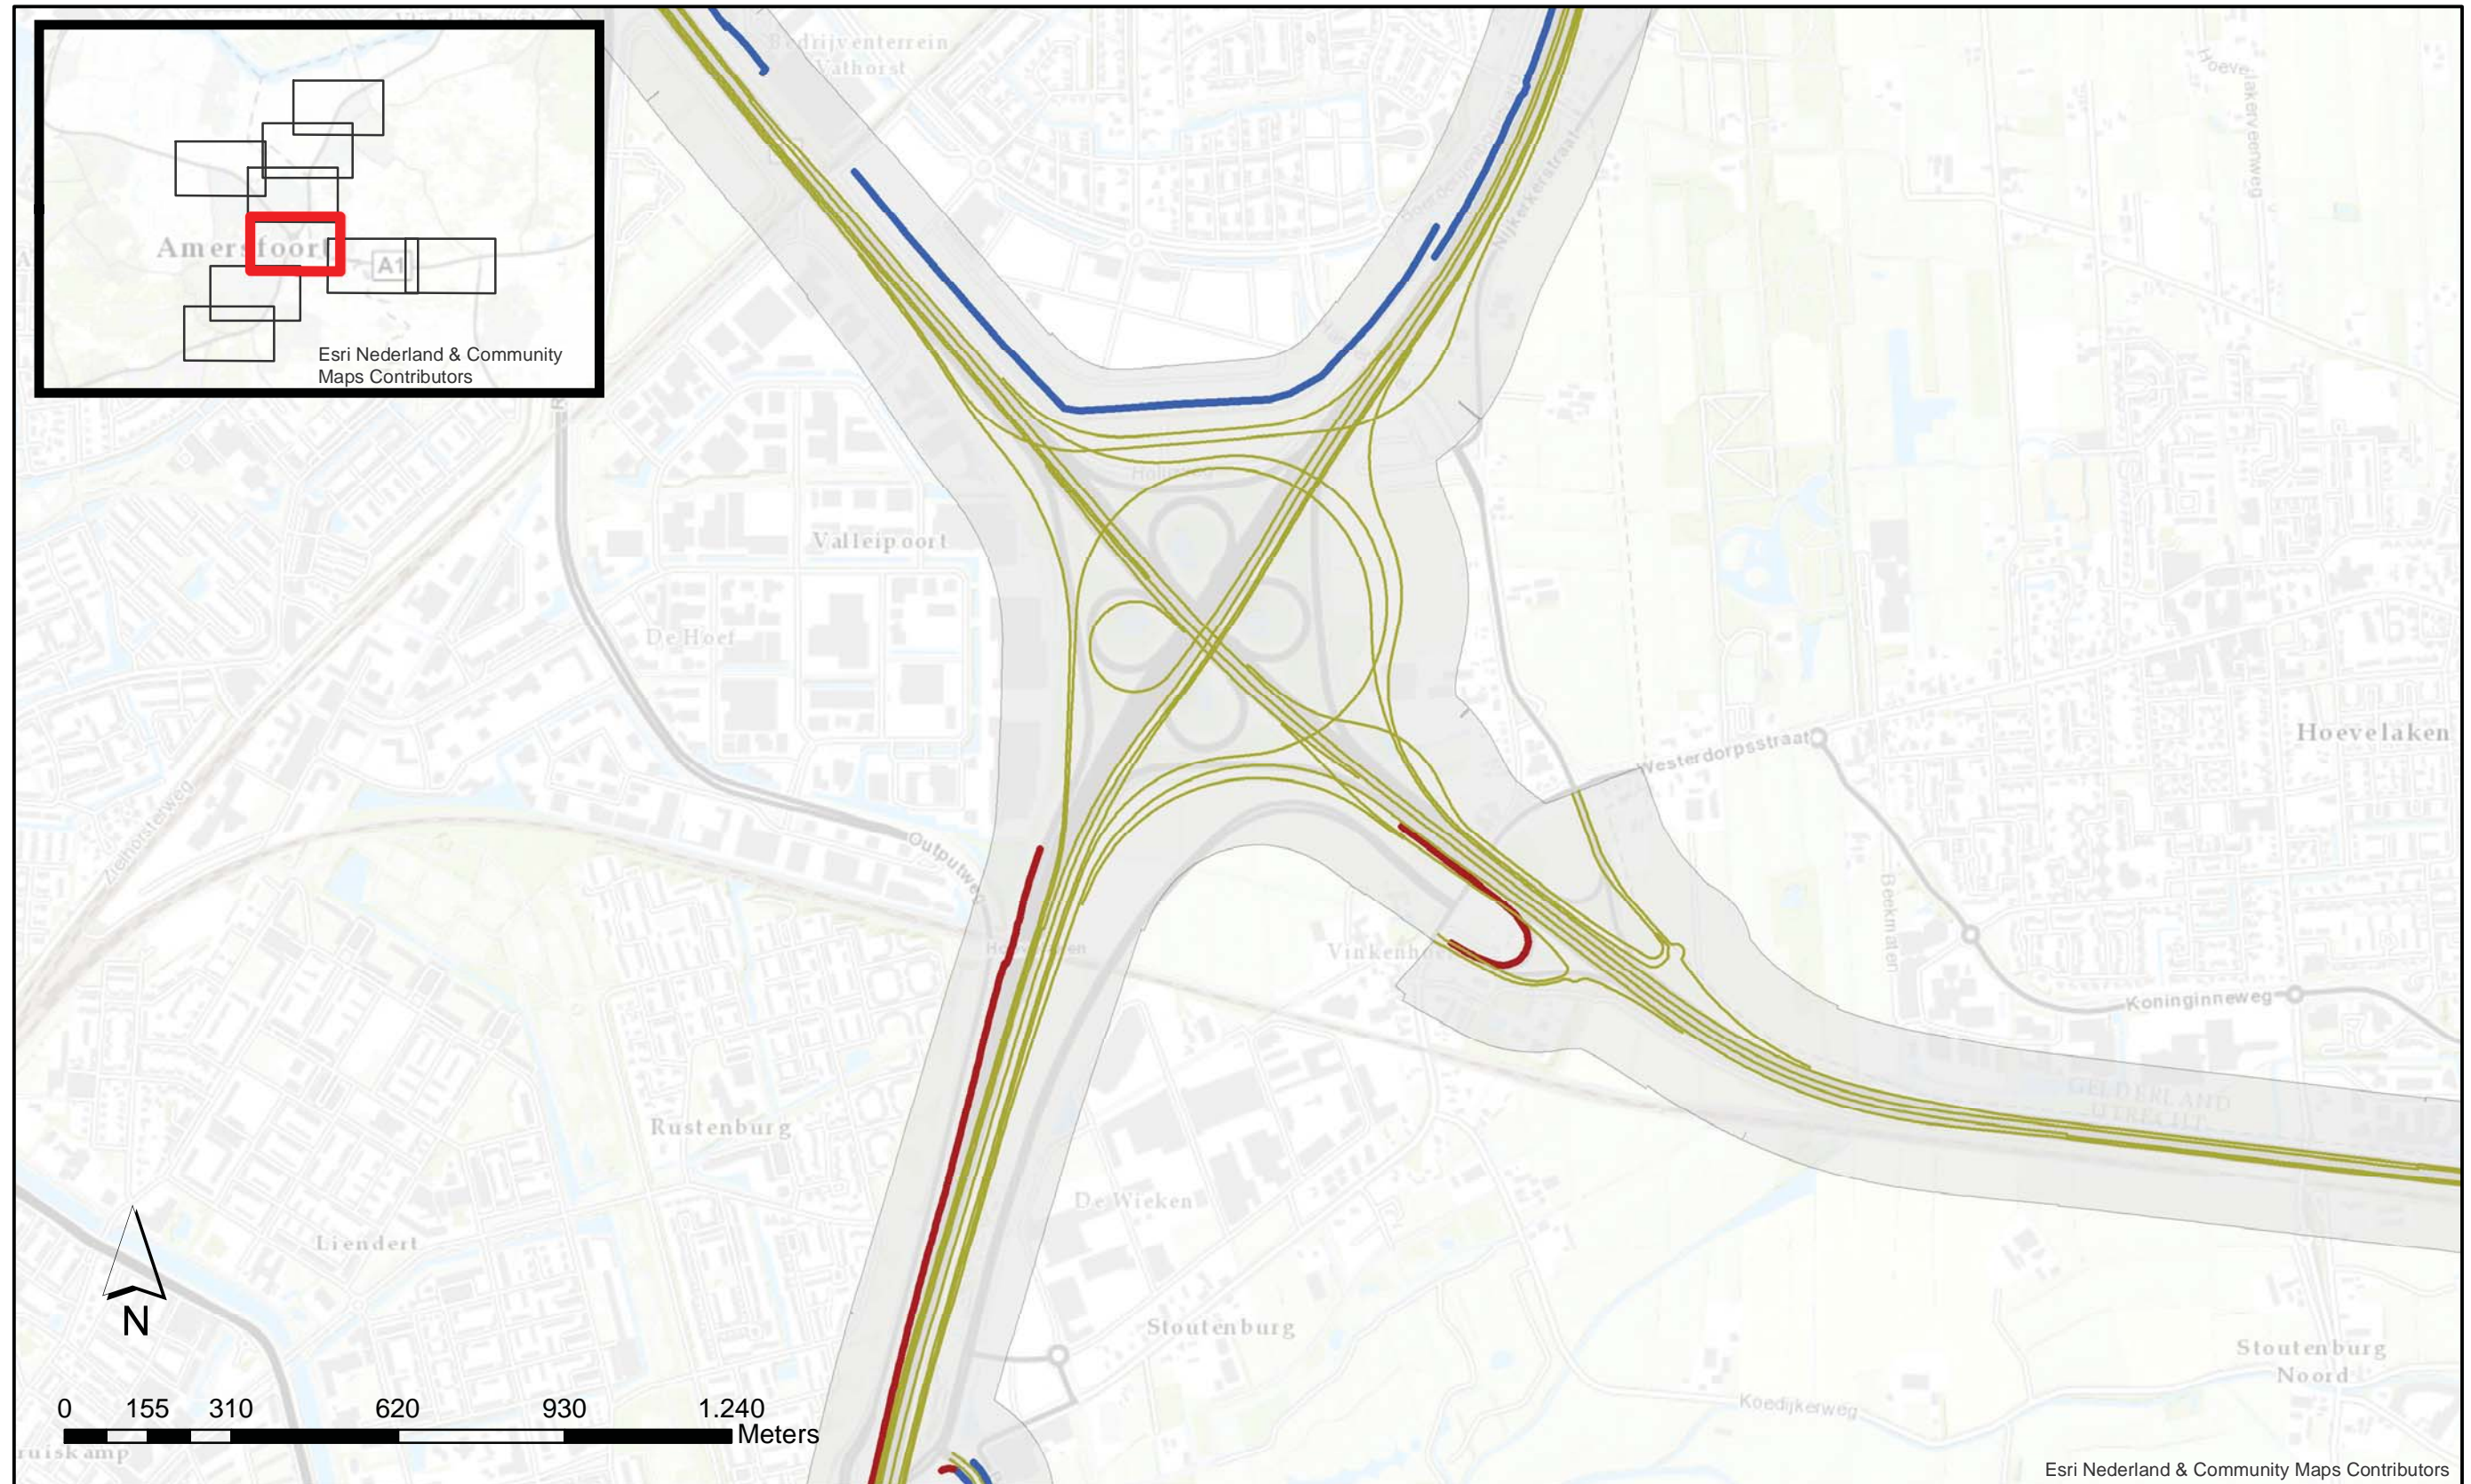 Bedrijventerrein
Vathorst
Amersfoort
A1
Esri Nederland & Community
Maps Contributors
Hoevelakerveenweg
Nijkerkerstraat
Valleipoort
De Hoef
Westerdorpsstraat
Hoevelaken
Zielhorsterweg
Outputweg
Beekmaten
Koninginneweg
GELDERLAND
UTRECHT
Rustenburg
De Wieken
Liendert
Stoutenburg
Stoutenburg
Noord
Koedijkerweg
N
0 155 310 620 930 1.240
Meters
Esri Nederland & Community Maps Contributors